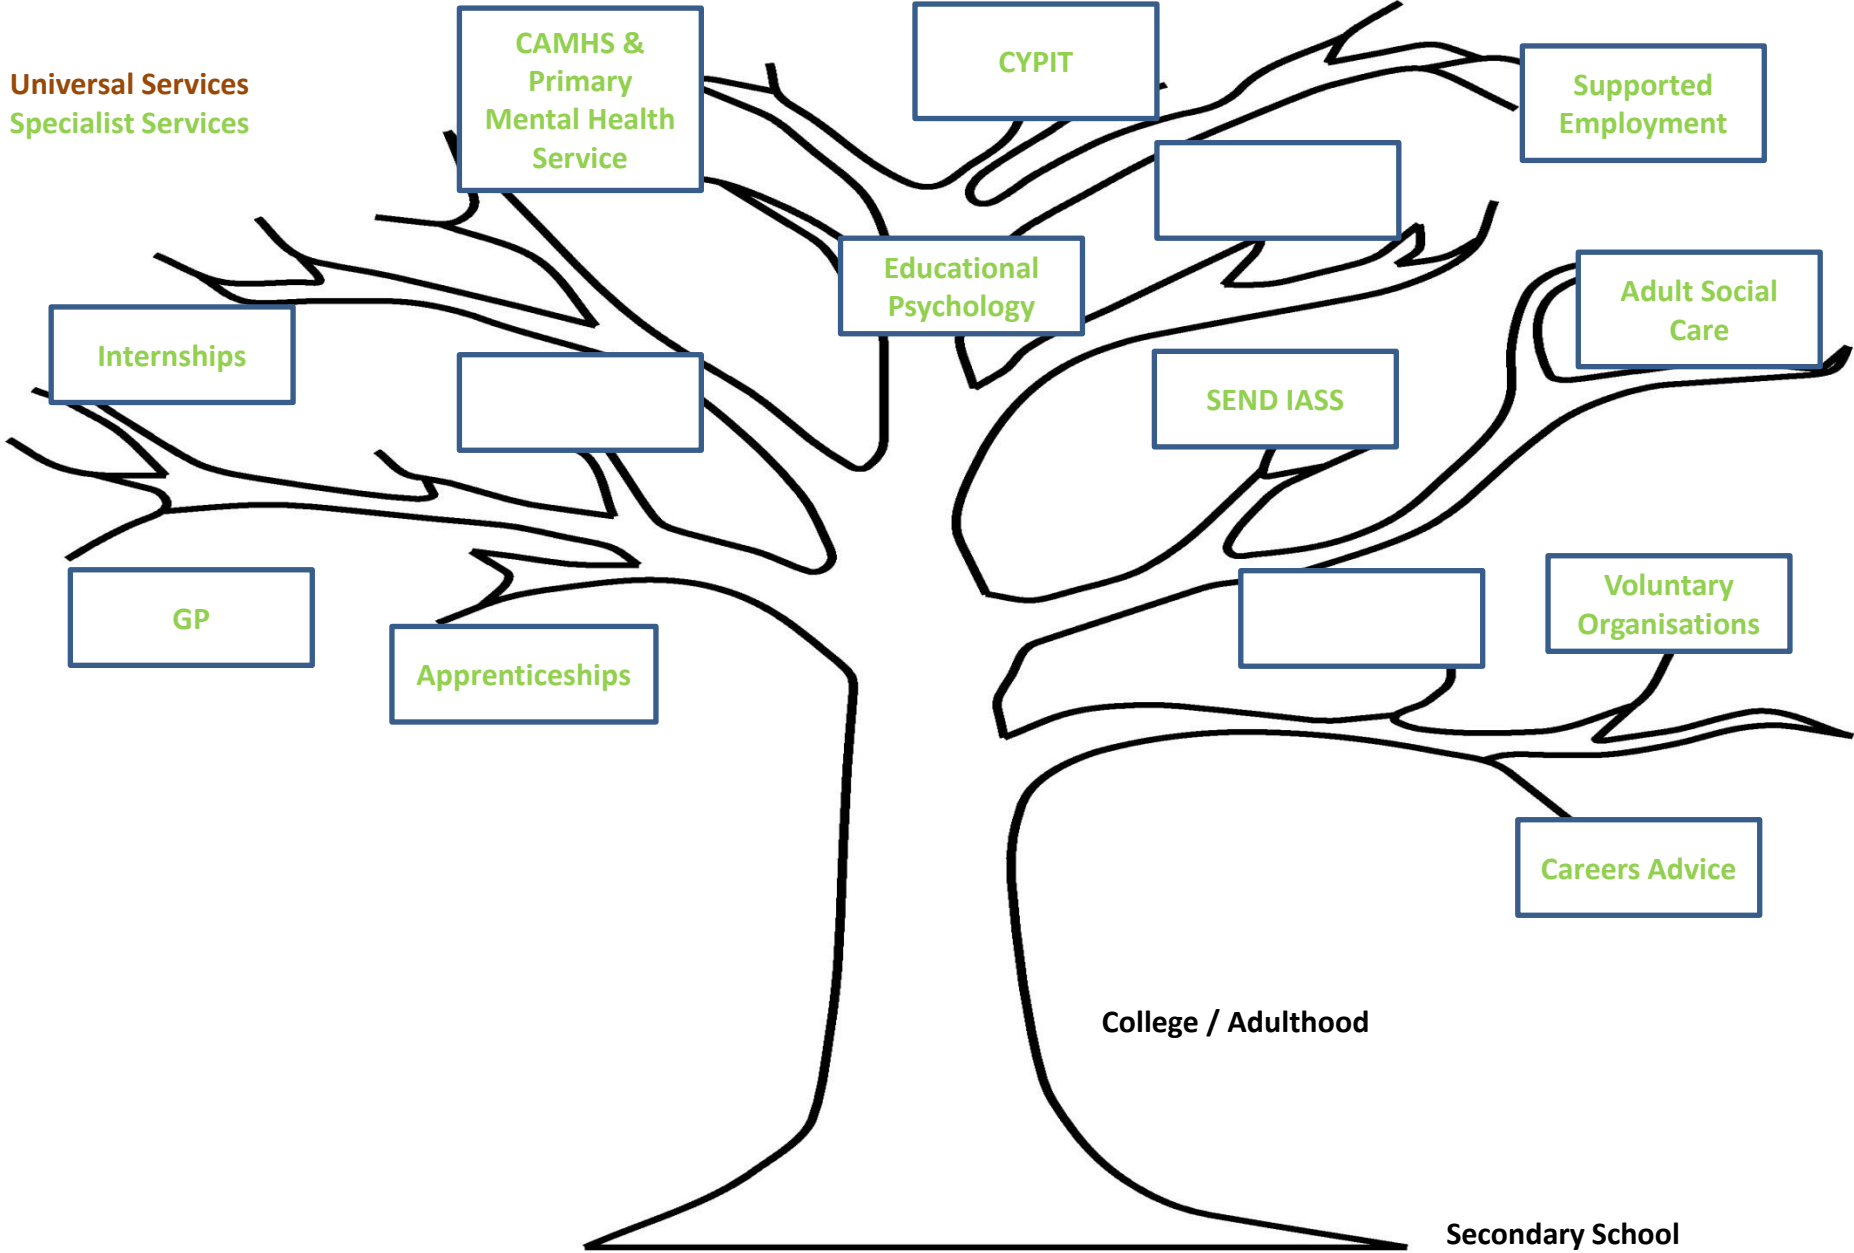 Universal Services
Specialist Services
CAMHS &
Primary
Mental Health
Service
CYPIT
Supported
Employment
Educational
Psychology
Adult Social
Care
Internships
SEND IASS
GP
Apprenticeships
Voluntary
Organisations
Careers Advice
College / Adulthood
Secondary School